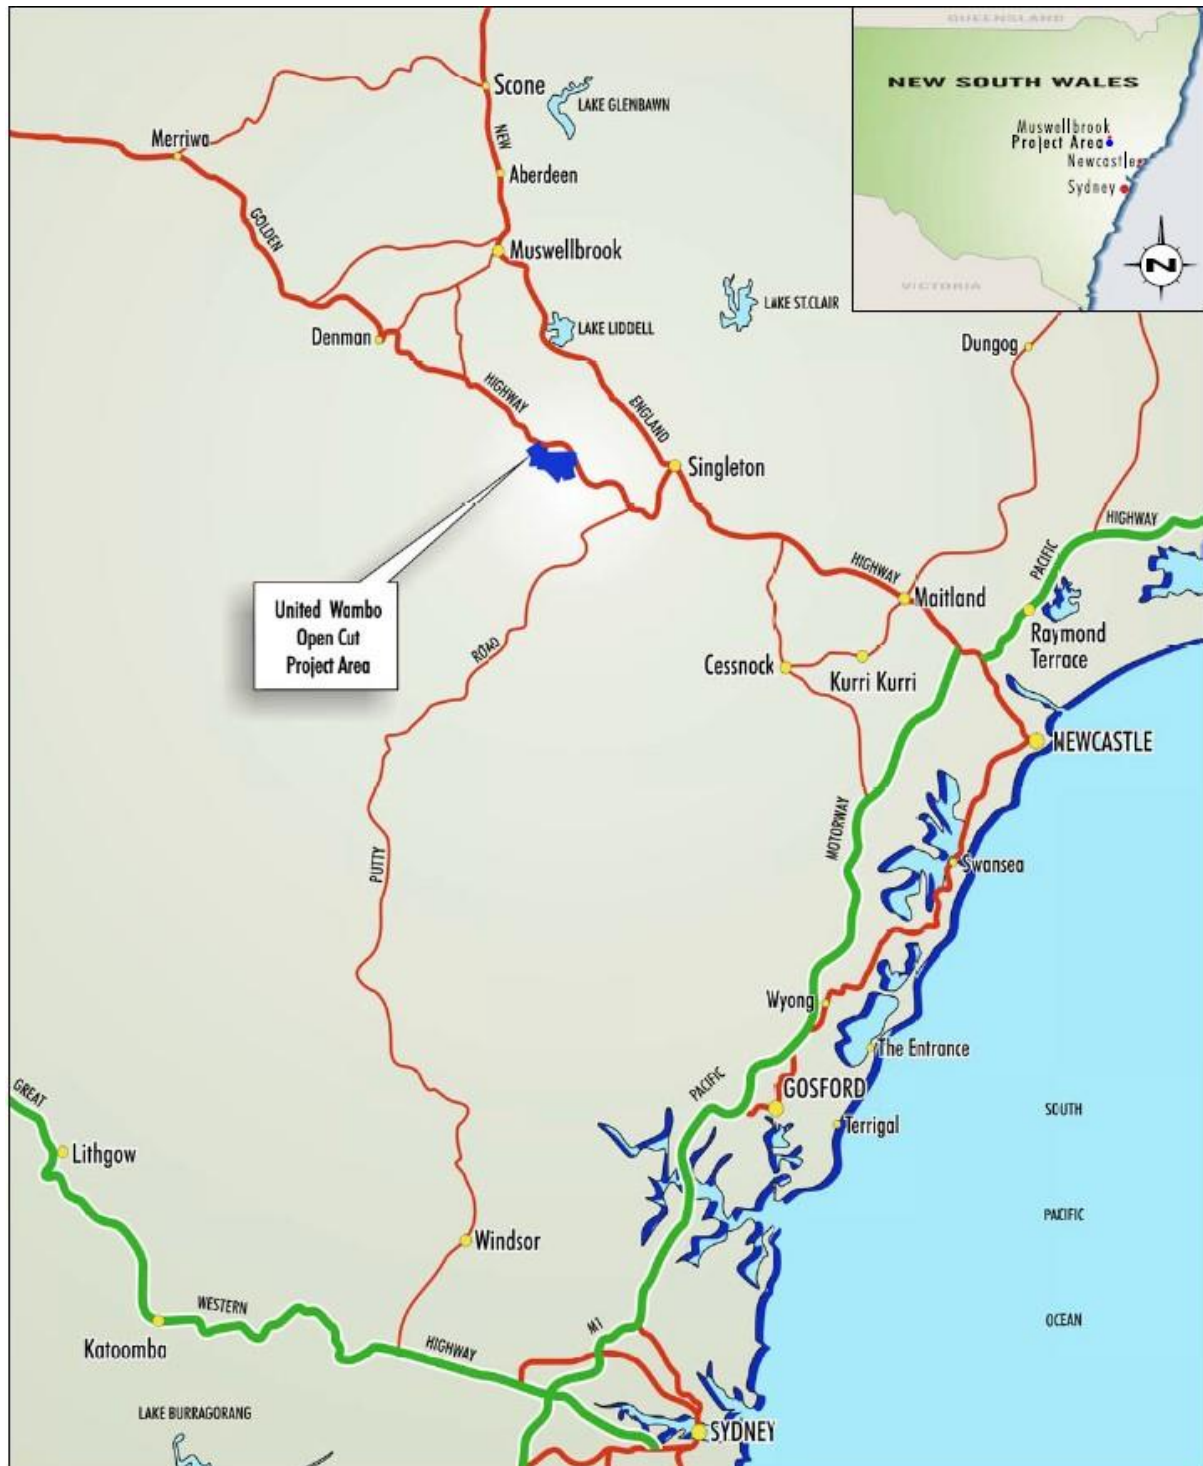 QUEENSLAND
NEW SOUTH WALES
Muswellbrook
Project Area
Newcastle
Sydney
VICTORIA
N
Scone
LAKE GLENBAWN
NEW
Merriwa
Aberdeen
GOLDEN
Muswellbrook
LAKE ST.CLAIR
LAKE LIDDELL
Denman
Dungog
HIGHWAY
ENGLAND
Singleton
HIGHWAY
PACIFIC
HIGHWAY
United Wambo
Open Cut
Project Area
Maitland
Raymond
Terrace
ROAD
Cessnock
Kurri Kurri
NEWCASTLE
MOTORWAY
PUTTY
Swansea
Wyong
The Entrance
PACIFIC
GOSFORD
GREAT
SOUTH
Terrigal
Lithgow
PACIFIC
Windsor
WESTERN
OCEAN
M1
HIGHWAY
Katoomba
LAKE BURRAGORANG
SYDNEY